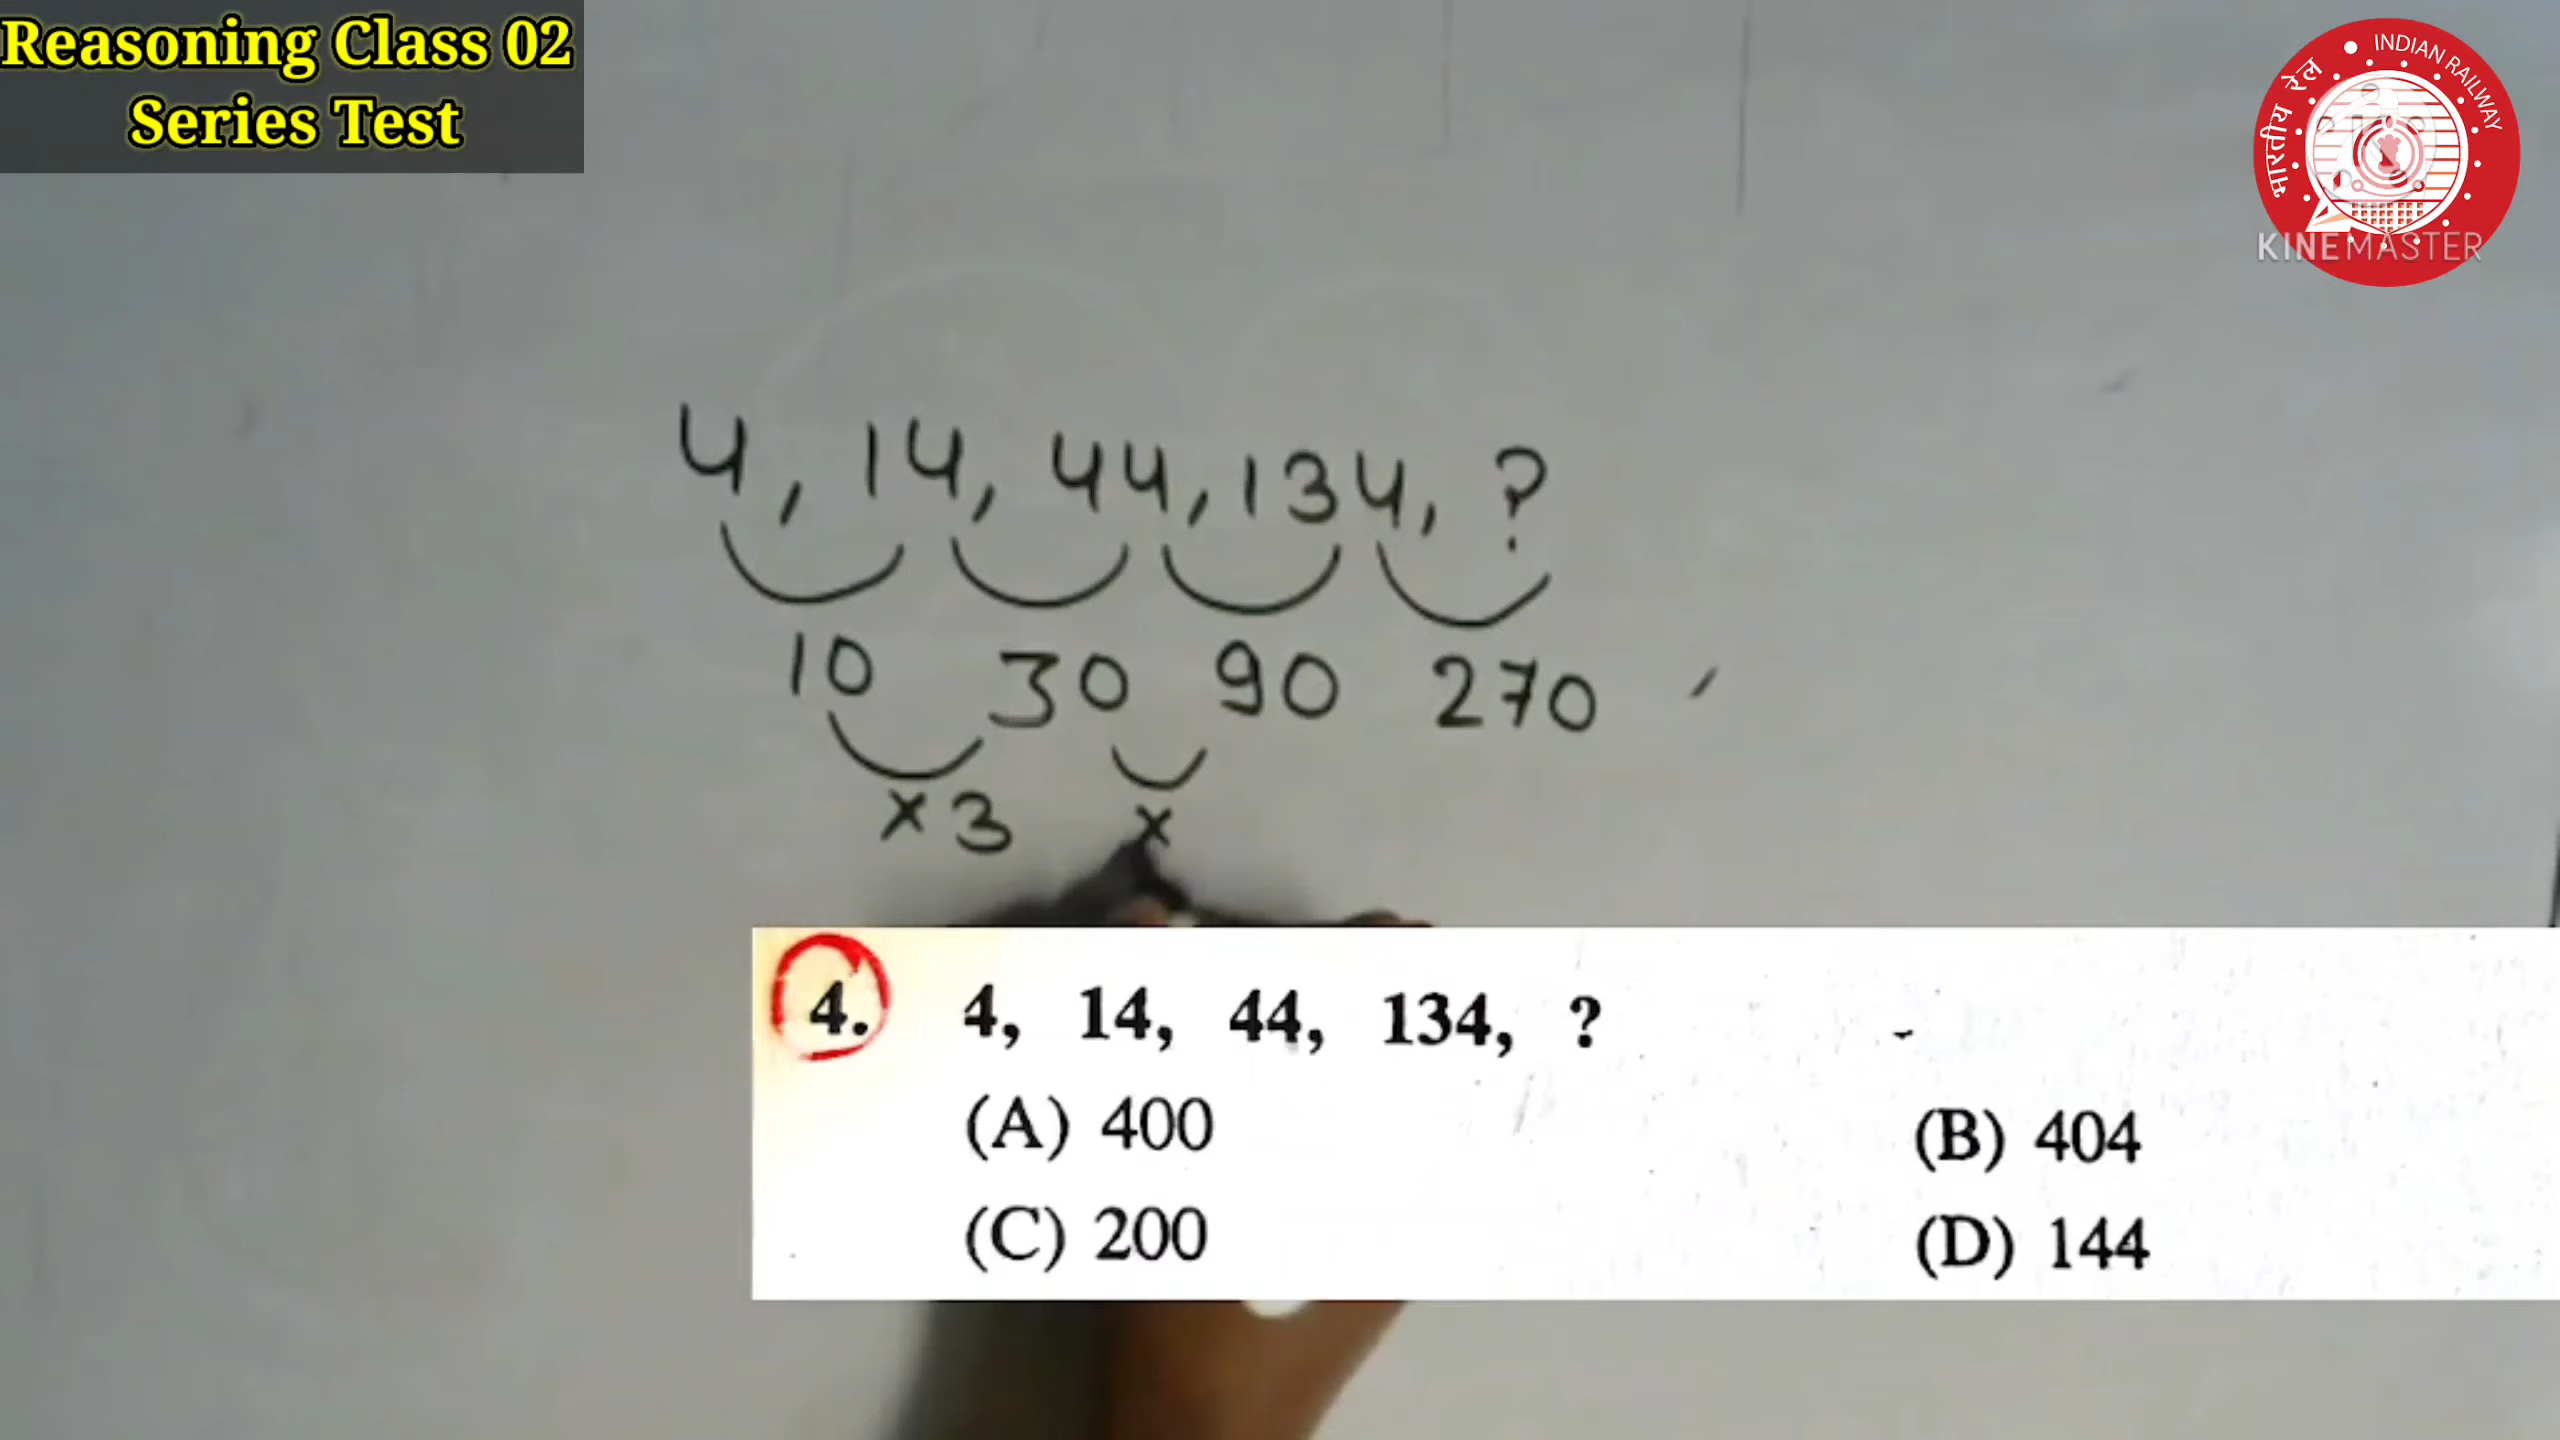 Reasoning Class 02
Series Test
भारतीय रेल • INDIAN RAILWAY
KINEMASTER
4, 14, 44, 134, ?
10 30 90 270
×3 ×
4. 4, 14, 44, 134, ?
(A) 400 (B) 404
(C) 200 (D) 144